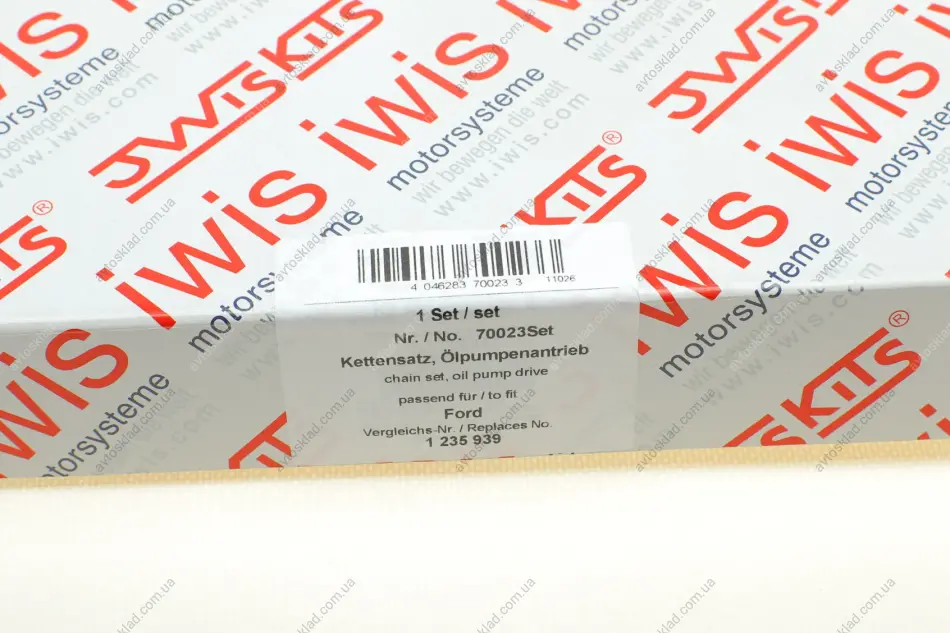 JWISKITS
iwis
motorsysteme
wir bewegen die welt
www.iwis.com
4 046283 70023 3
11026
1 Set / set
Nr. / No. 70023Set
Kettensatz, Ölpumpenantrieb
chain set, oil pump drive
passend für / to fit
Ford
Vergleichs-Nr. / Replaces No.
1 235 939
avtosklad.com.ua